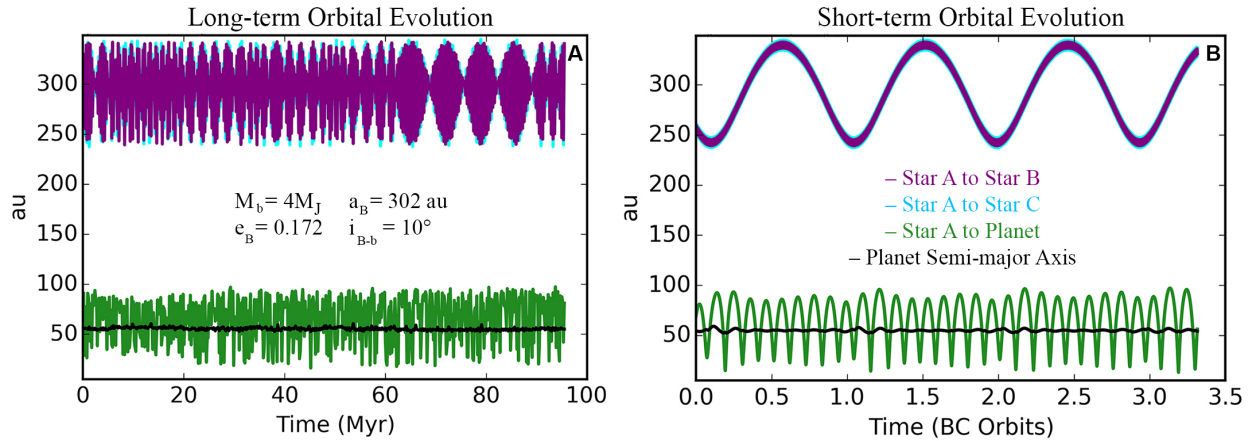 Long-term Orbital Evolution
A
au
300
250
200
150
100
50
M_b = 4M_J   a_B = 302 au
e_B = 0.172   i_B-b = 10°
0 20 40 60 80 100
Time (Myr)
Short-term Orbital Evolution
B
au
300
250
200
150
100
50
– Star A to Star B
– Star A to Star C
– Star A to Planet
– Planet Semi-major Axis
0.0 0.5 1.0 1.5 2.0 2.5 3.0 3.5
Time (BC Orbits)